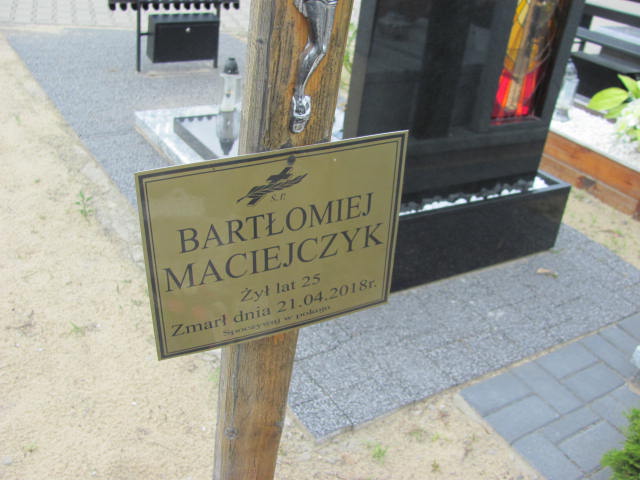 Ś.P.
BARTŁOMIEJ
MACIEJCZYK
Żył lat 25
Zmarł dnia 21.04.2018r.
Spoczywaj w pokoju